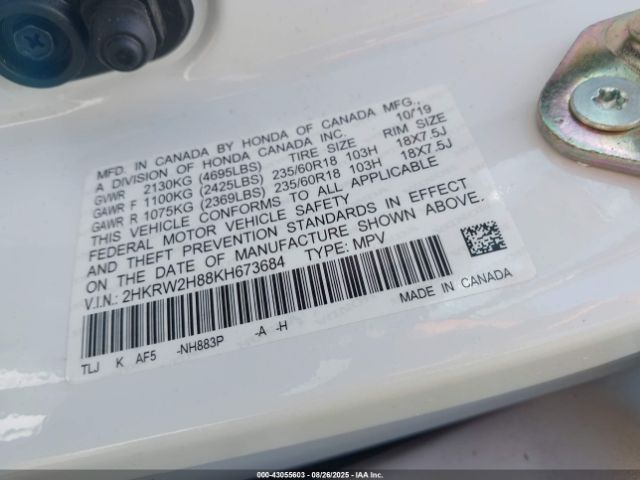 MFD. IN CANADA BY HONDA OF CANADA MFG.,
A DIVISION OF HONDA CANADA INC. 10/19
TIRE SIZE RIM SIZE
GVWR 2130KG (4695LBS)
GAWR F 1100KG (2425LBS) 235/60R18 103H 18X7.5J
GAWR R 1075KG (2369LBS) 235/60R18 103H 18X7.5J
THIS VEHICLE CONFORMS TO ALL APPLICABLE
FEDERAL MOTOR VEHICLE SAFETY
AND THEFT PREVENTION STANDARDS IN EFFECT
ON THE DATE OF MANUFACTURE SHOWN ABOVE.
V.I.N.: 2HKRW2H88KH673684 TYPE: MPV
MADE IN CANADA
TLJ K AF5 -NH883P -A -H
000-43055603 - 08/26/2025 - IAA Inc.